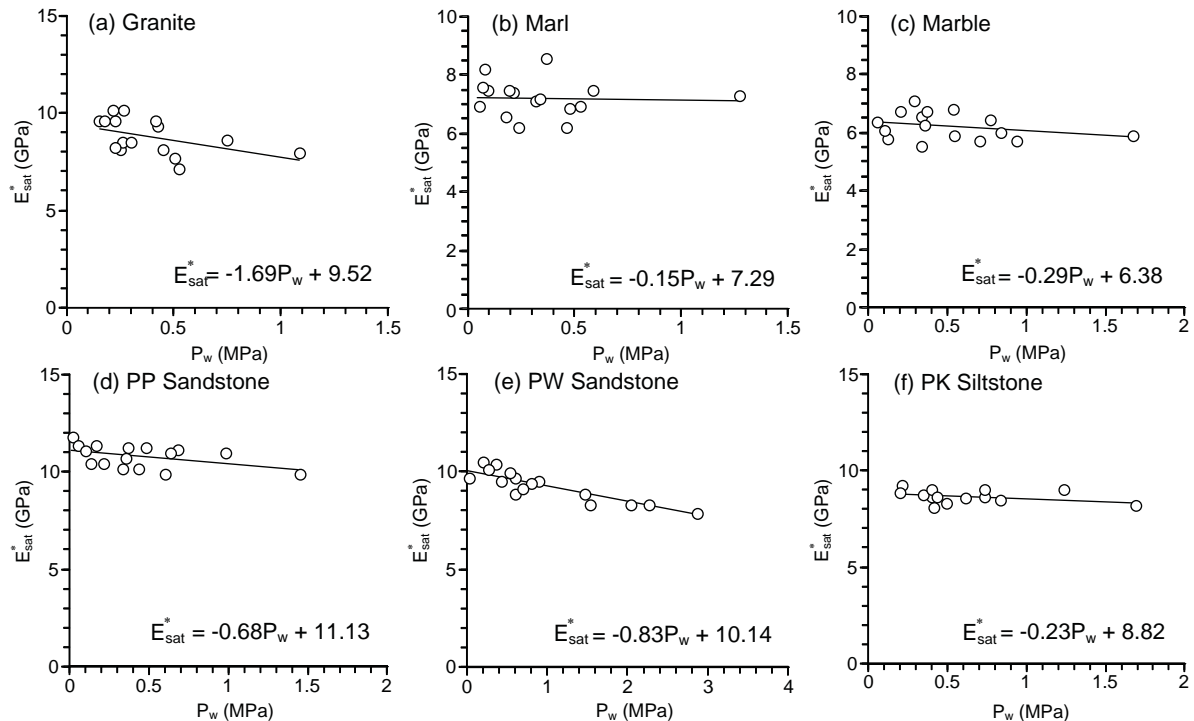 (a) Granite
15
10
5
0
E*sat (GPa)
E*sat = -1.69Pw + 9.52
0 0.5 1 1.5
Pw (MPa)
(b) Marl
10
8
6
4
2
0
E*sat (GPa)
E*sat = -0.15Pw + 7.29
0 0.5 1 1.5
Pw (MPa)
(c) Marble
10
8
6
4
2
0
E*sat (GPa)
E*sat = -0.29Pw + 6.38
0 0.5 1 1.5 2
Pw (MPa)
(d) PP Sandstone
15
10
5
0
E*sat (GPa)
E*sat = -0.68Pw + 11.13
0 0.5 1 1.5 2
Pw (MPa)
(e) PW Sandstone
15
10
5
0
E*sat (GPa)
E*sat = -0.83Pw + 10.14
0 1 2 3 4
Pw (MPa)
(f) PK Siltstone
15
10
5
0
E*sat (GPa)
E*sat = -0.23Pw + 8.82
0 0.5 1 1.5 2
Pw (MPa)